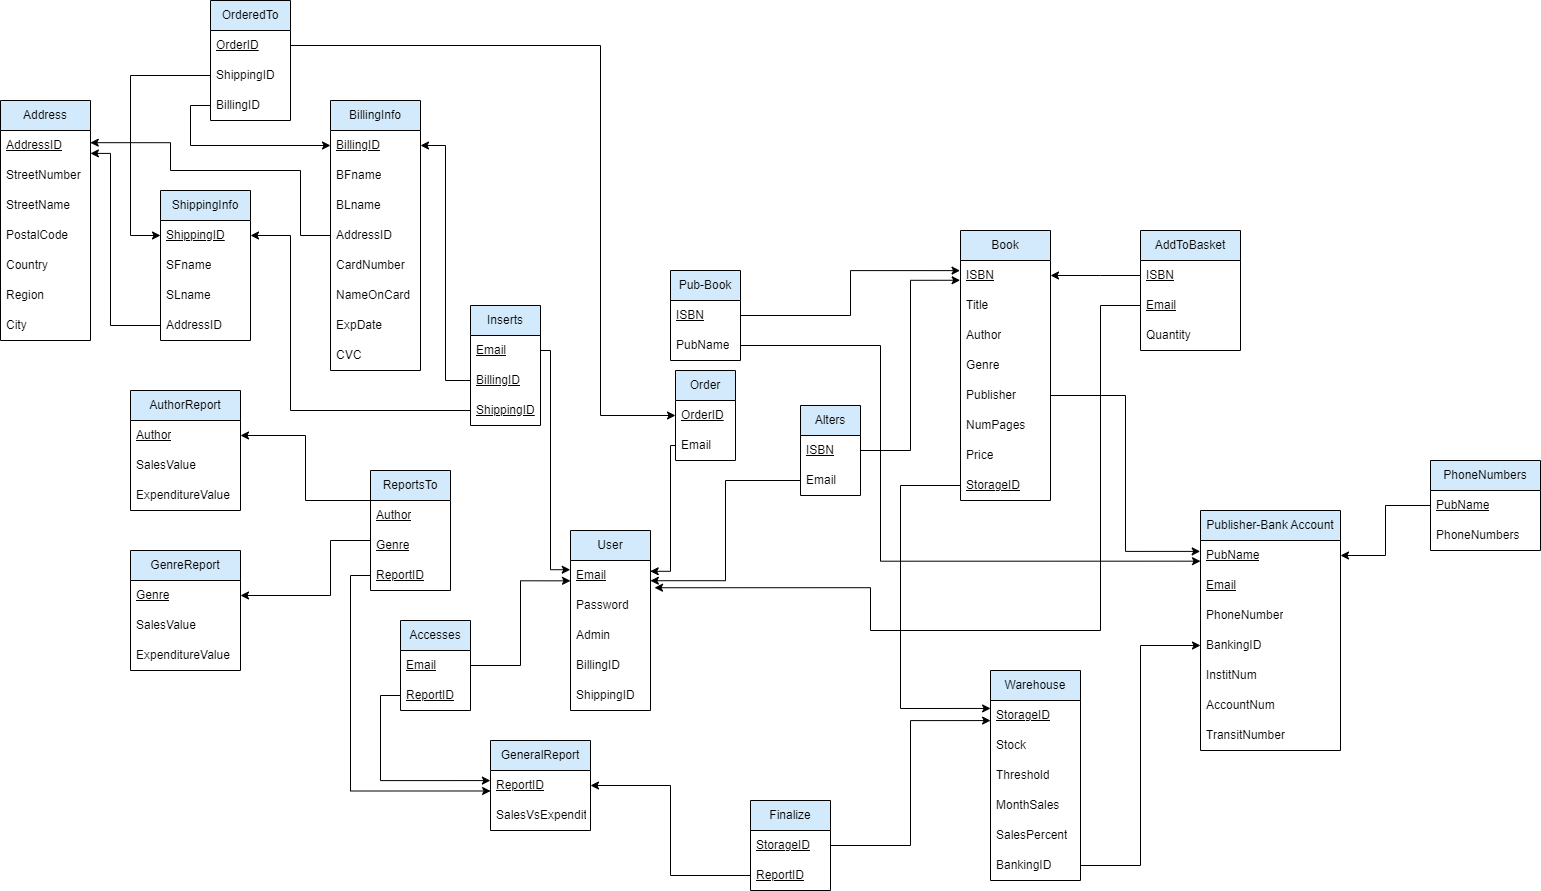 OrderedTo
OrderID
ShippingID
BillingID
Address
AddressID
StreetNumber
StreetName
PostalCode
Country
Region
City
ShippingInfo
ShippingID
SFname
SLname
AddressID
BillingInfo
BillingID
BFname
BLname
AddressID
CardNumber
NameOnCard
ExpDate
CVC
Inserts
Email
BillingID
ShippingID
Pub-Book
ISBN
PubName
Order
OrderID
Email
Alters
ISBN
Email
Book
ISBN
Title
Author
Genre
Publisher
NumPages
Price
StorageID
AddToBasket
ISBN
Email
Quantity
AuthorReport
Author
SalesValue
ExpenditureValue
GenreReport
Genre
SalesValue
ExpenditureValue
ReportsTo
Author
Genre
ReportID
Accesses
Email
ReportID
User
Email
Password
Admin
BillingID
ShippingID
GeneralReport
ReportID
SalesVsExpendit
Finalize
StorageID
ReportID
Warehouse
StorageID
Stock
Threshold
MonthSales
SalesPercent
BankingID
Publisher-Bank Account
PubName
Email
PhoneNumber
BankingID
InstitNum
AccountNum
TransitNumber
PhoneNumbers
PubName
PhoneNumbers